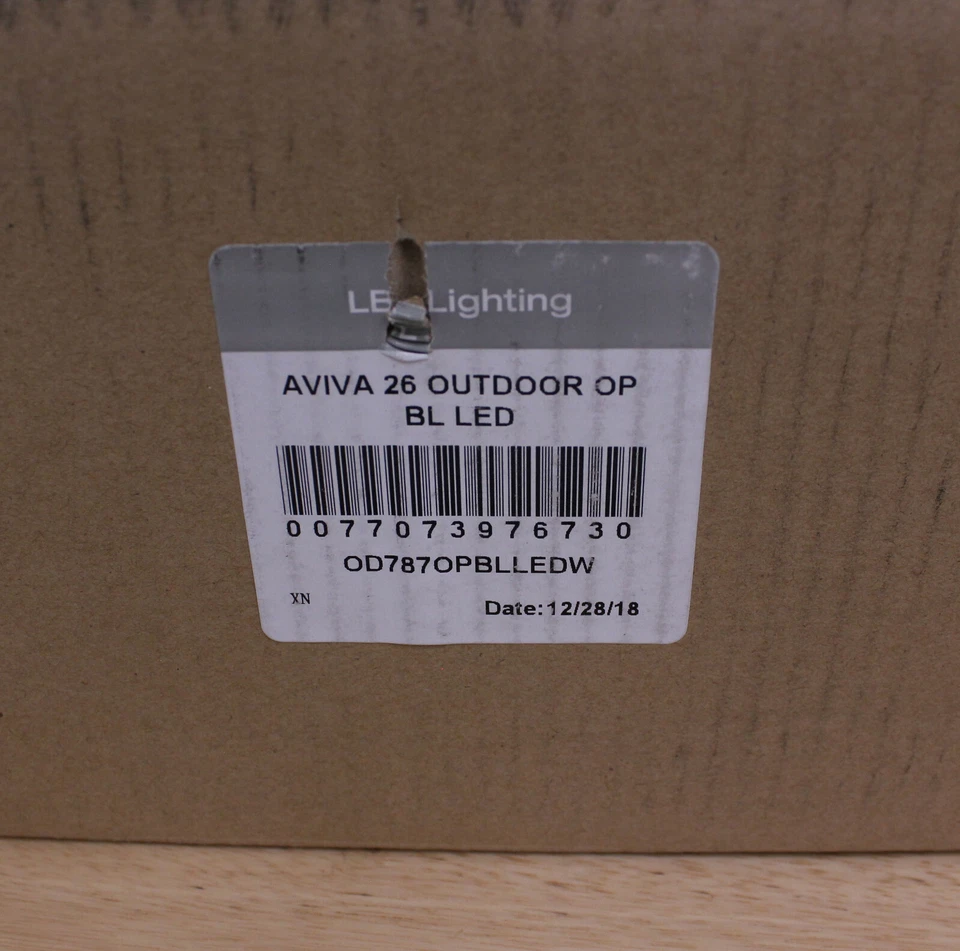 Lighting
AVIVA 26 OUTDOOR OP
BL LED
0077073976730
OD787OPBLLEDW
XN
Date:12/28/18